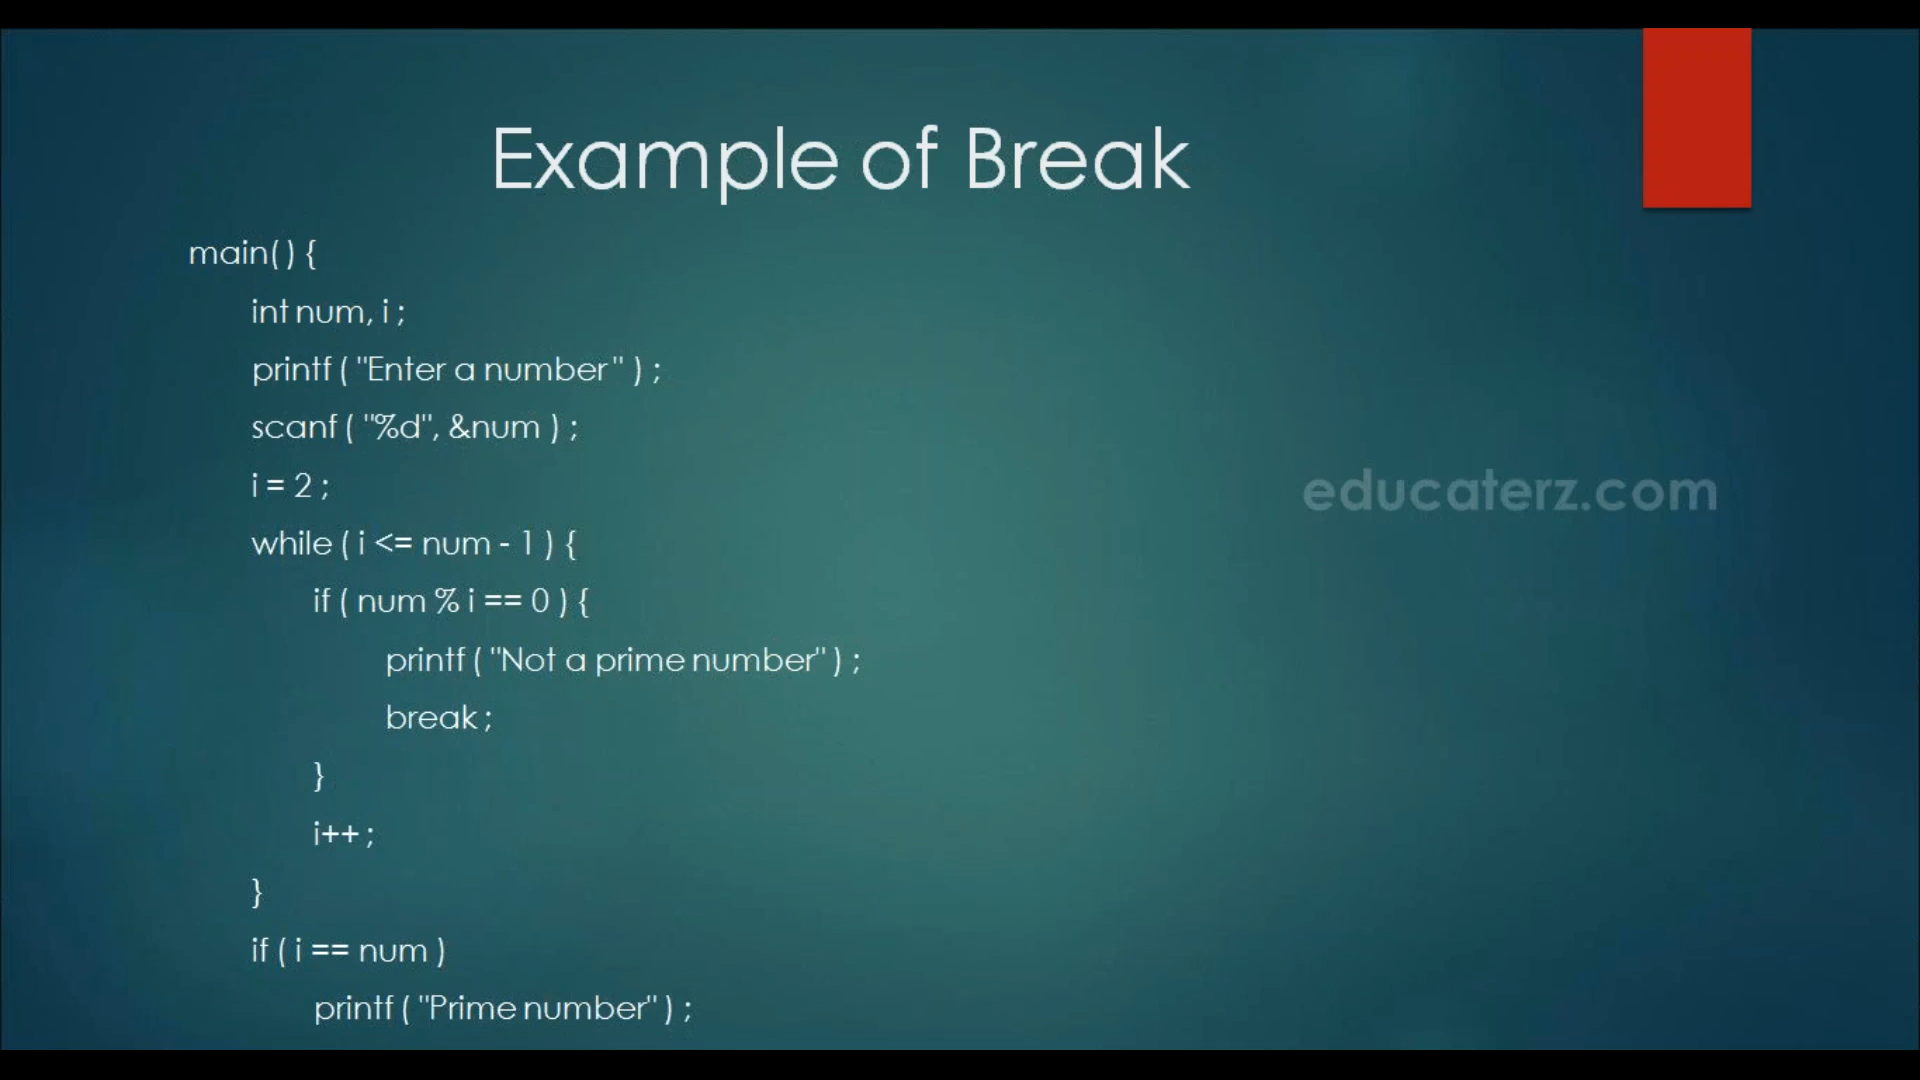 Example of Break
main( ) {
int num, i ;
printf ( "Enter a number " ) ;
scanf ( "%d", &num ) ;
i = 2 ;
educaterz.com
while ( i <= num - 1 ) {
if ( num % i == 0 ) {
printf ( "Not a prime number" ) ;
break ;
}
i++ ;
}
if ( i == num )
printf ( "Prime number" ) ;